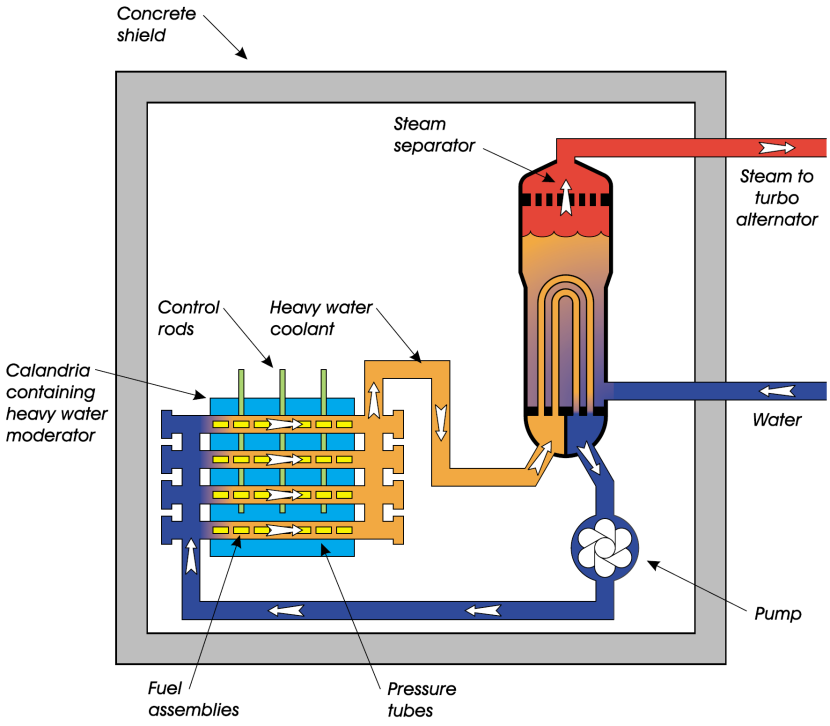 Concrete
shield
Steam
separator
Steam to
turbo
alternator
Control
rods
Heavy water
coolant
Calandria
containing
heavy water
moderator
Water
Pump
Fuel
assemblies
Pressure
tubes